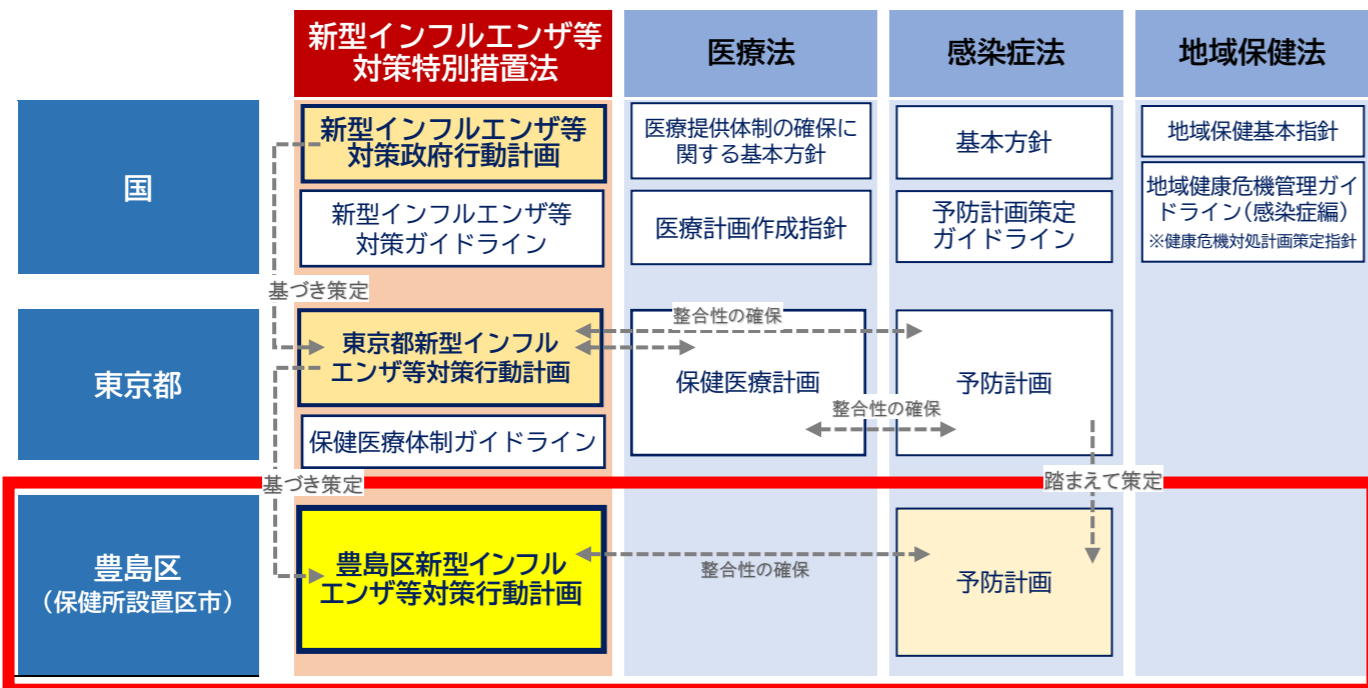 新型インフルエンザ等
対策特別措置法
医療法
感染症法
地域保健法
国
新型インフルエンザ等
対策政府行動計画
医療提供体制の確保に
関する基本方針
基本方針
地域保健基本指針
新型インフルエンザ等
対策ガイドライン
医療計画作成指針
予防計画策定
ガイドライン
地域健康危機管理ガイ
ドライン(感染症編)
※健康危機対処計画策定指針
基づき策定
東京都
東京都新型インフル
エンザ等対策行動計画
整合性の確保
保健医療計画
予防計画
整合性の確保
保健医療体制ガイドライン
基づき策定
踏まえて策定
豊島区
(保健所設置区市)
豊島区新型インフル
エンザ等対策行動計画
整合性の確保
予防計画